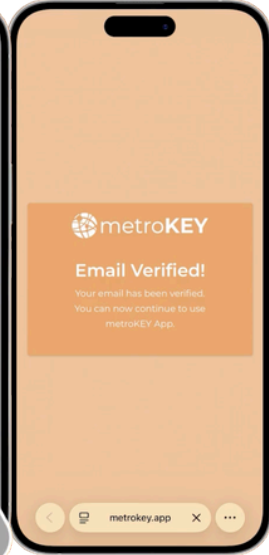 metroKEY
Email Verified!
Your email has been verified.
You can now continue to use
metroKEY App.
metrokey.app